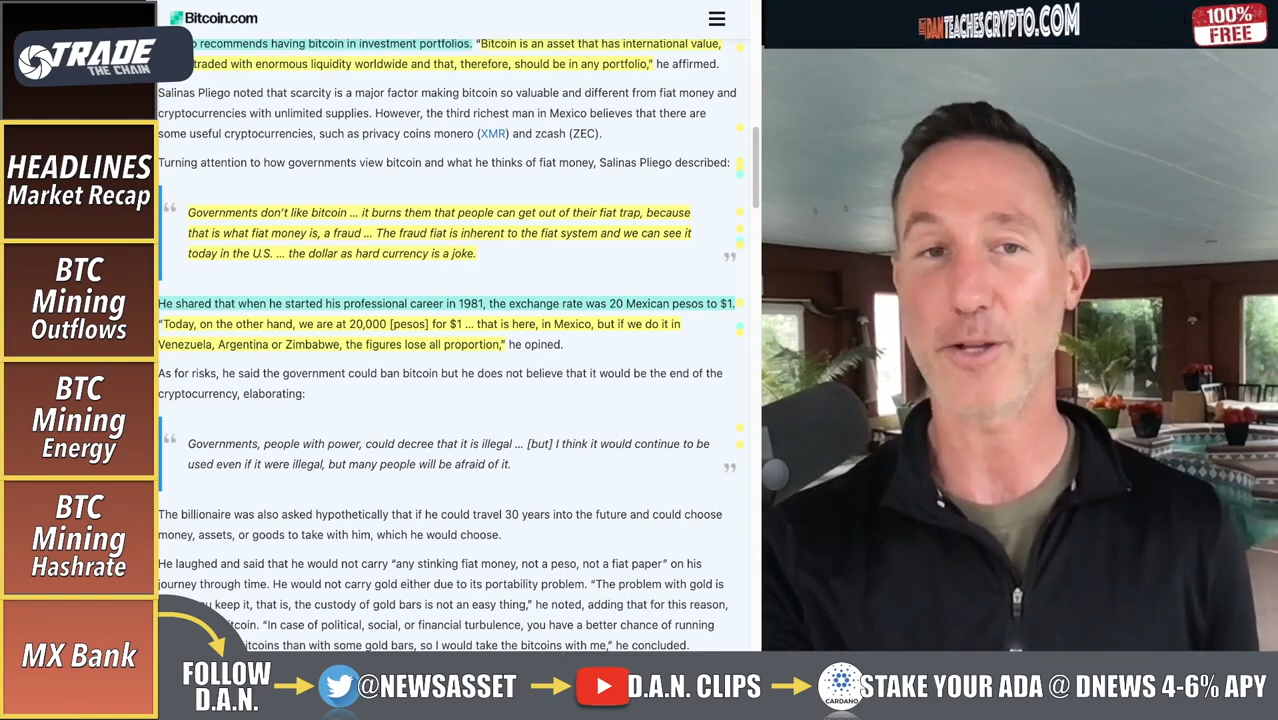 TRADE
THE CHAIN
HEADLINES
Market Recap
BTC
Mining
Outflows
BTC
Mining
Energy
BTC
Mining
Hashrate
MX Bank
Bitcoin.com
recommends having bitcoin in investment portfolios. “Bitcoin is an asset that has international value,
traded with enormous liquidity worldwide and that, therefore, should be in any portfolio,” he affirmed.
Salinas Pliego noted that scarcity is a major factor making bitcoin so valuable and different from fiat money and
cryptocurrencies with unlimited supplies. However, the third richest man in Mexico believes that there are
some useful cryptocurrencies, such as privacy coins monero (XMR) and zcash (ZEC).
Turning attention to how governments view bitcoin and what he thinks of fiat money, Salinas Pliego described:
“ Governments don’t like bitcoin … it burns them that people can get out of their fiat trap, because
that is what fiat money is, a fraud … The fraud fiat is inherent to the fiat system and we can see it
today in the U.S. … the dollar as hard currency is a joke. ”
He shared that when he started his professional career in 1981, the exchange rate was 20 Mexican pesos to $1.
“Today, on the other hand, we are at 20,000 [pesos] for $1 … that is here, in Mexico, but if we do it in
Venezuela, Argentina or Zimbabwe, the figures lose all proportion,” he opined.
As for risks, he said the government could ban bitcoin but he does not believe that it would be the end of the
cryptocurrency, elaborating:
“ Governments, people with power, could decree that it is illegal … [but] I think it would continue to be
used even if it were illegal, but many people will be afraid of it. ”
The billionaire was also asked hypothetically that if he could travel 30 years into the future and could choose
money, assets, or goods to take with him, which he would choose.
He laughed and said that he would not carry “any stinking fiat money, not a peso, not a fiat paper” on his
journey through time. He would not carry gold either due to its portability problem. “The problem with gold is
you keep it, that is, the custody of gold bars is not an easy thing,” he noted, adding that for this reason,
“In case of political, social, or financial turbulence, you have a better chance of running
bitcoins than with some gold bars, so I would take the bitcoins with me,” he concluded.
DANTEACHESCRYPTO.COM
100%
FREE
FOLLOW
D.A.N.
@NEWSASSET
D.A.N. CLIPS
CARDANO
STAKE YOUR ADA @ DNEWS 4-6% APY